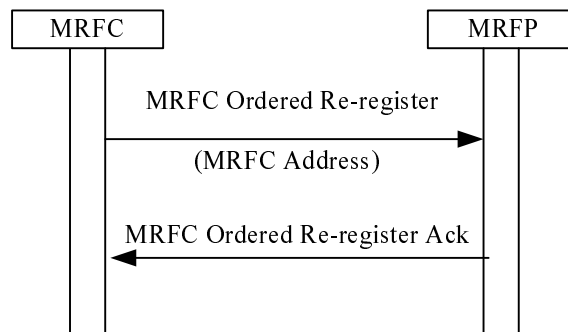 MRFC
MRFP
MRFC Ordered Re-register
(MRFC Address)
MRFC Ordered Re-register Ack